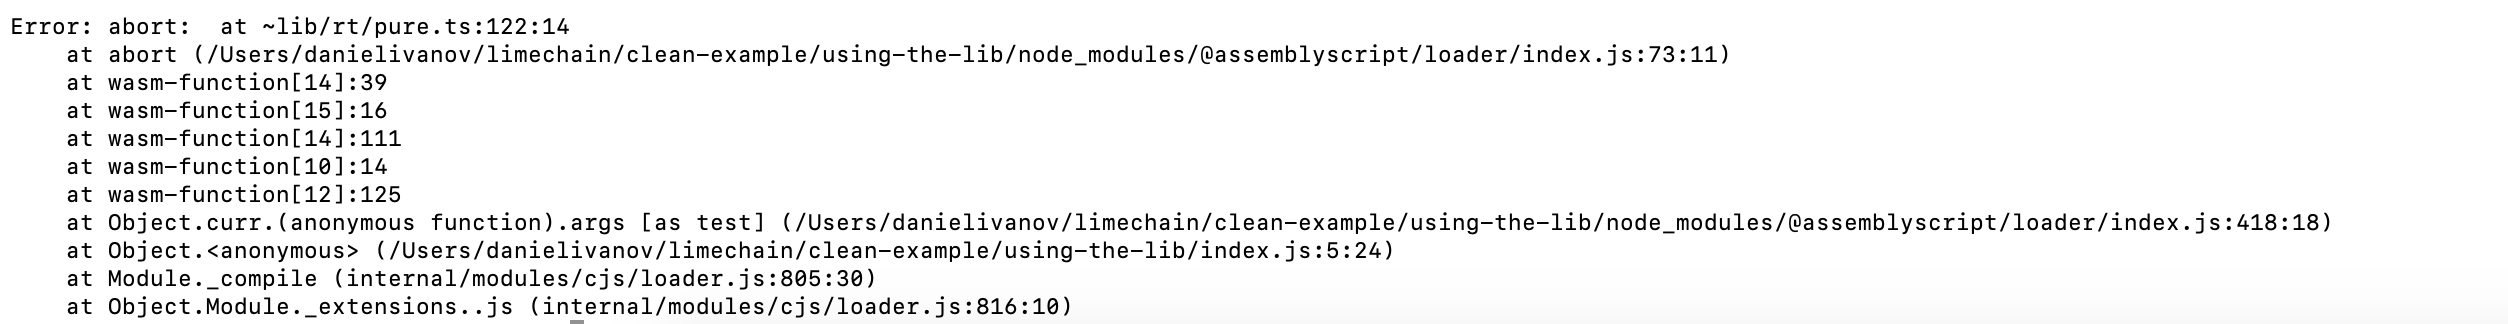 Error: abort:  at ~lib/rt/pure.ts:122:14
    at abort (/Users/danielivanov/limechain/clean-example/using-the-lib/node_modules/@assemblyscript/loader/index.js:73:11)
    at wasm-function[14]:39
    at wasm-function[15]:16
    at wasm-function[14]:111
    at wasm-function[10]:14
    at wasm-function[12]:125
    at Object.curr.(anonymous function).args [as test] (/Users/danielivanov/limechain/clean-example/using-the-lib/node_modules/@assemblyscript/loader/index.js:418:18)
    at Object.<anonymous> (/Users/danielivanov/limechain/clean-example/using-the-lib/index.js:5:24)
    at Module._compile (internal/modules/cjs/loader.js:805:30)
    at Object.Module._extensions..js (internal/modules/cjs/loader.js:816:10)